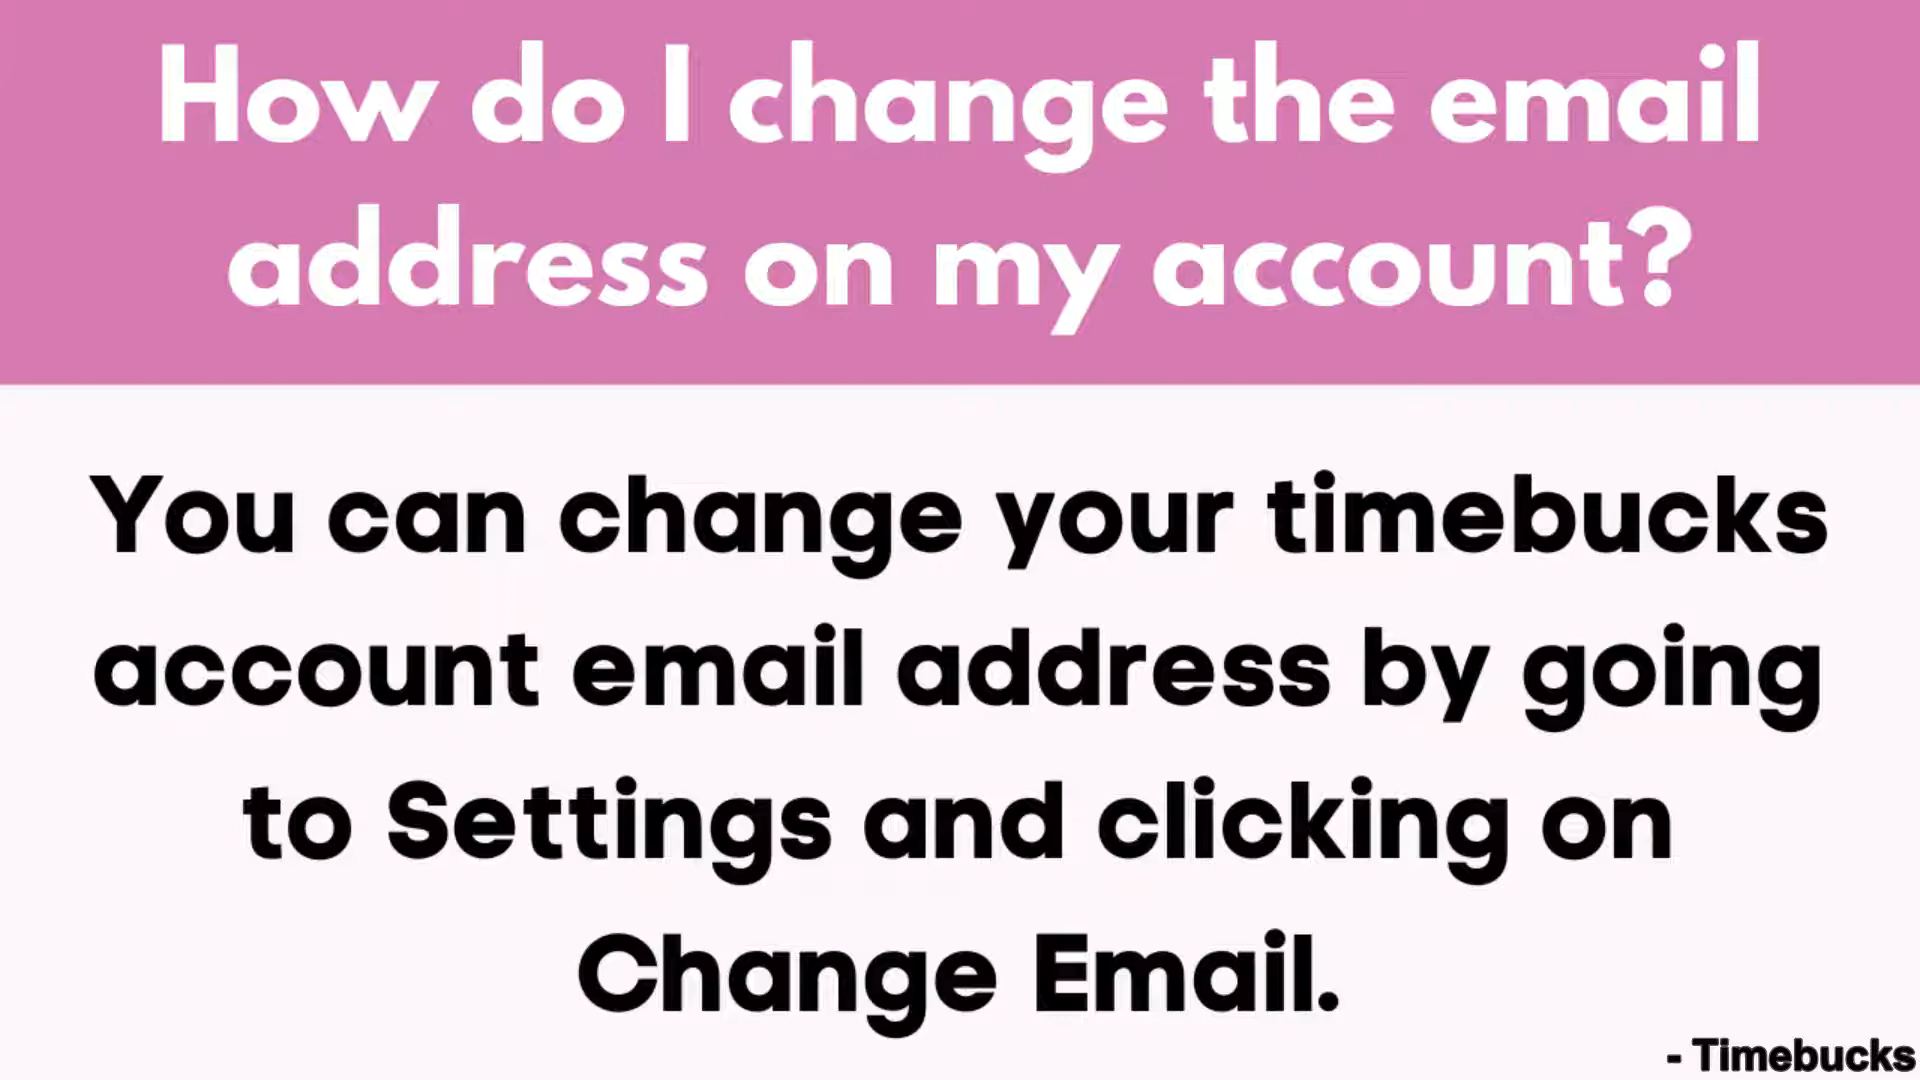 How do I change the email
address on my account?
You can change your timebucks
account email address by going
to Settings and clicking on
Change Email.
- Timebucks